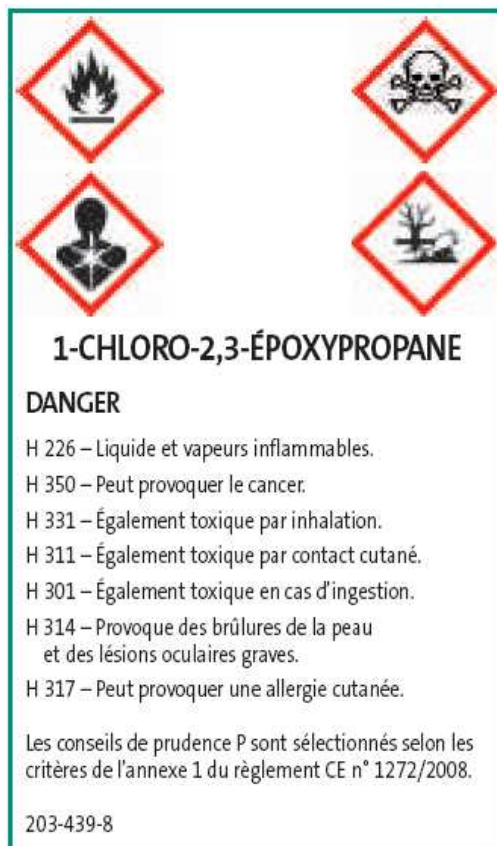 1-CHLORO-2,3-ÉPOXYPROPANE
DANGER
H 226 – Liquide et vapeurs inflammables.
H 350 – Peut provoquer le cancer.
H 331 – Également toxique par inhalation.
H 311 – Également toxique par contact cutané.
H 301 – Également toxique en cas d'ingestion.
H 314 – Provoque des brûlures de la peau
et des lésions oculaires graves.
H 317 – Peut provoquer une allergie cutanée.
Les conseils de prudence P sont sélectionnés selon les
critères de l'annexe 1 du règlement CE n° 1272/2008.
203-439-8